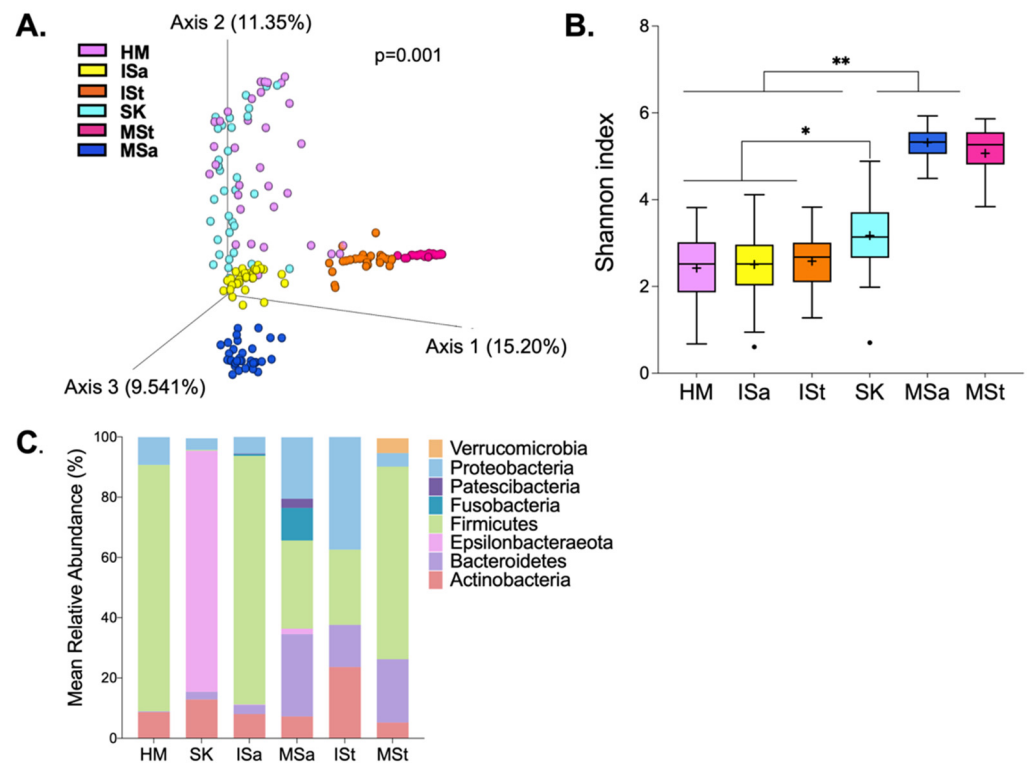 A.
Axis 2 (11.35%)
p=0.001
HM
ISa
ISt
SK
MSt
MSa
Axis 1 (15.20%)
Axis 3 (9.541%)
B.
Shannon index
8
6
4
2
0
**
*
HM ISa ISt SK MSa MSt
C.
Mean Relative Abundance (%)
100
80
60
40
20
0
HM SK ISa MSa ISt MSt
Verrucomicrobia
Proteobacteria
Patescibacteria
Fusobacteria
Firmicutes
Epsilonbacteraeota
Bacteroidetes
Actinobacteria